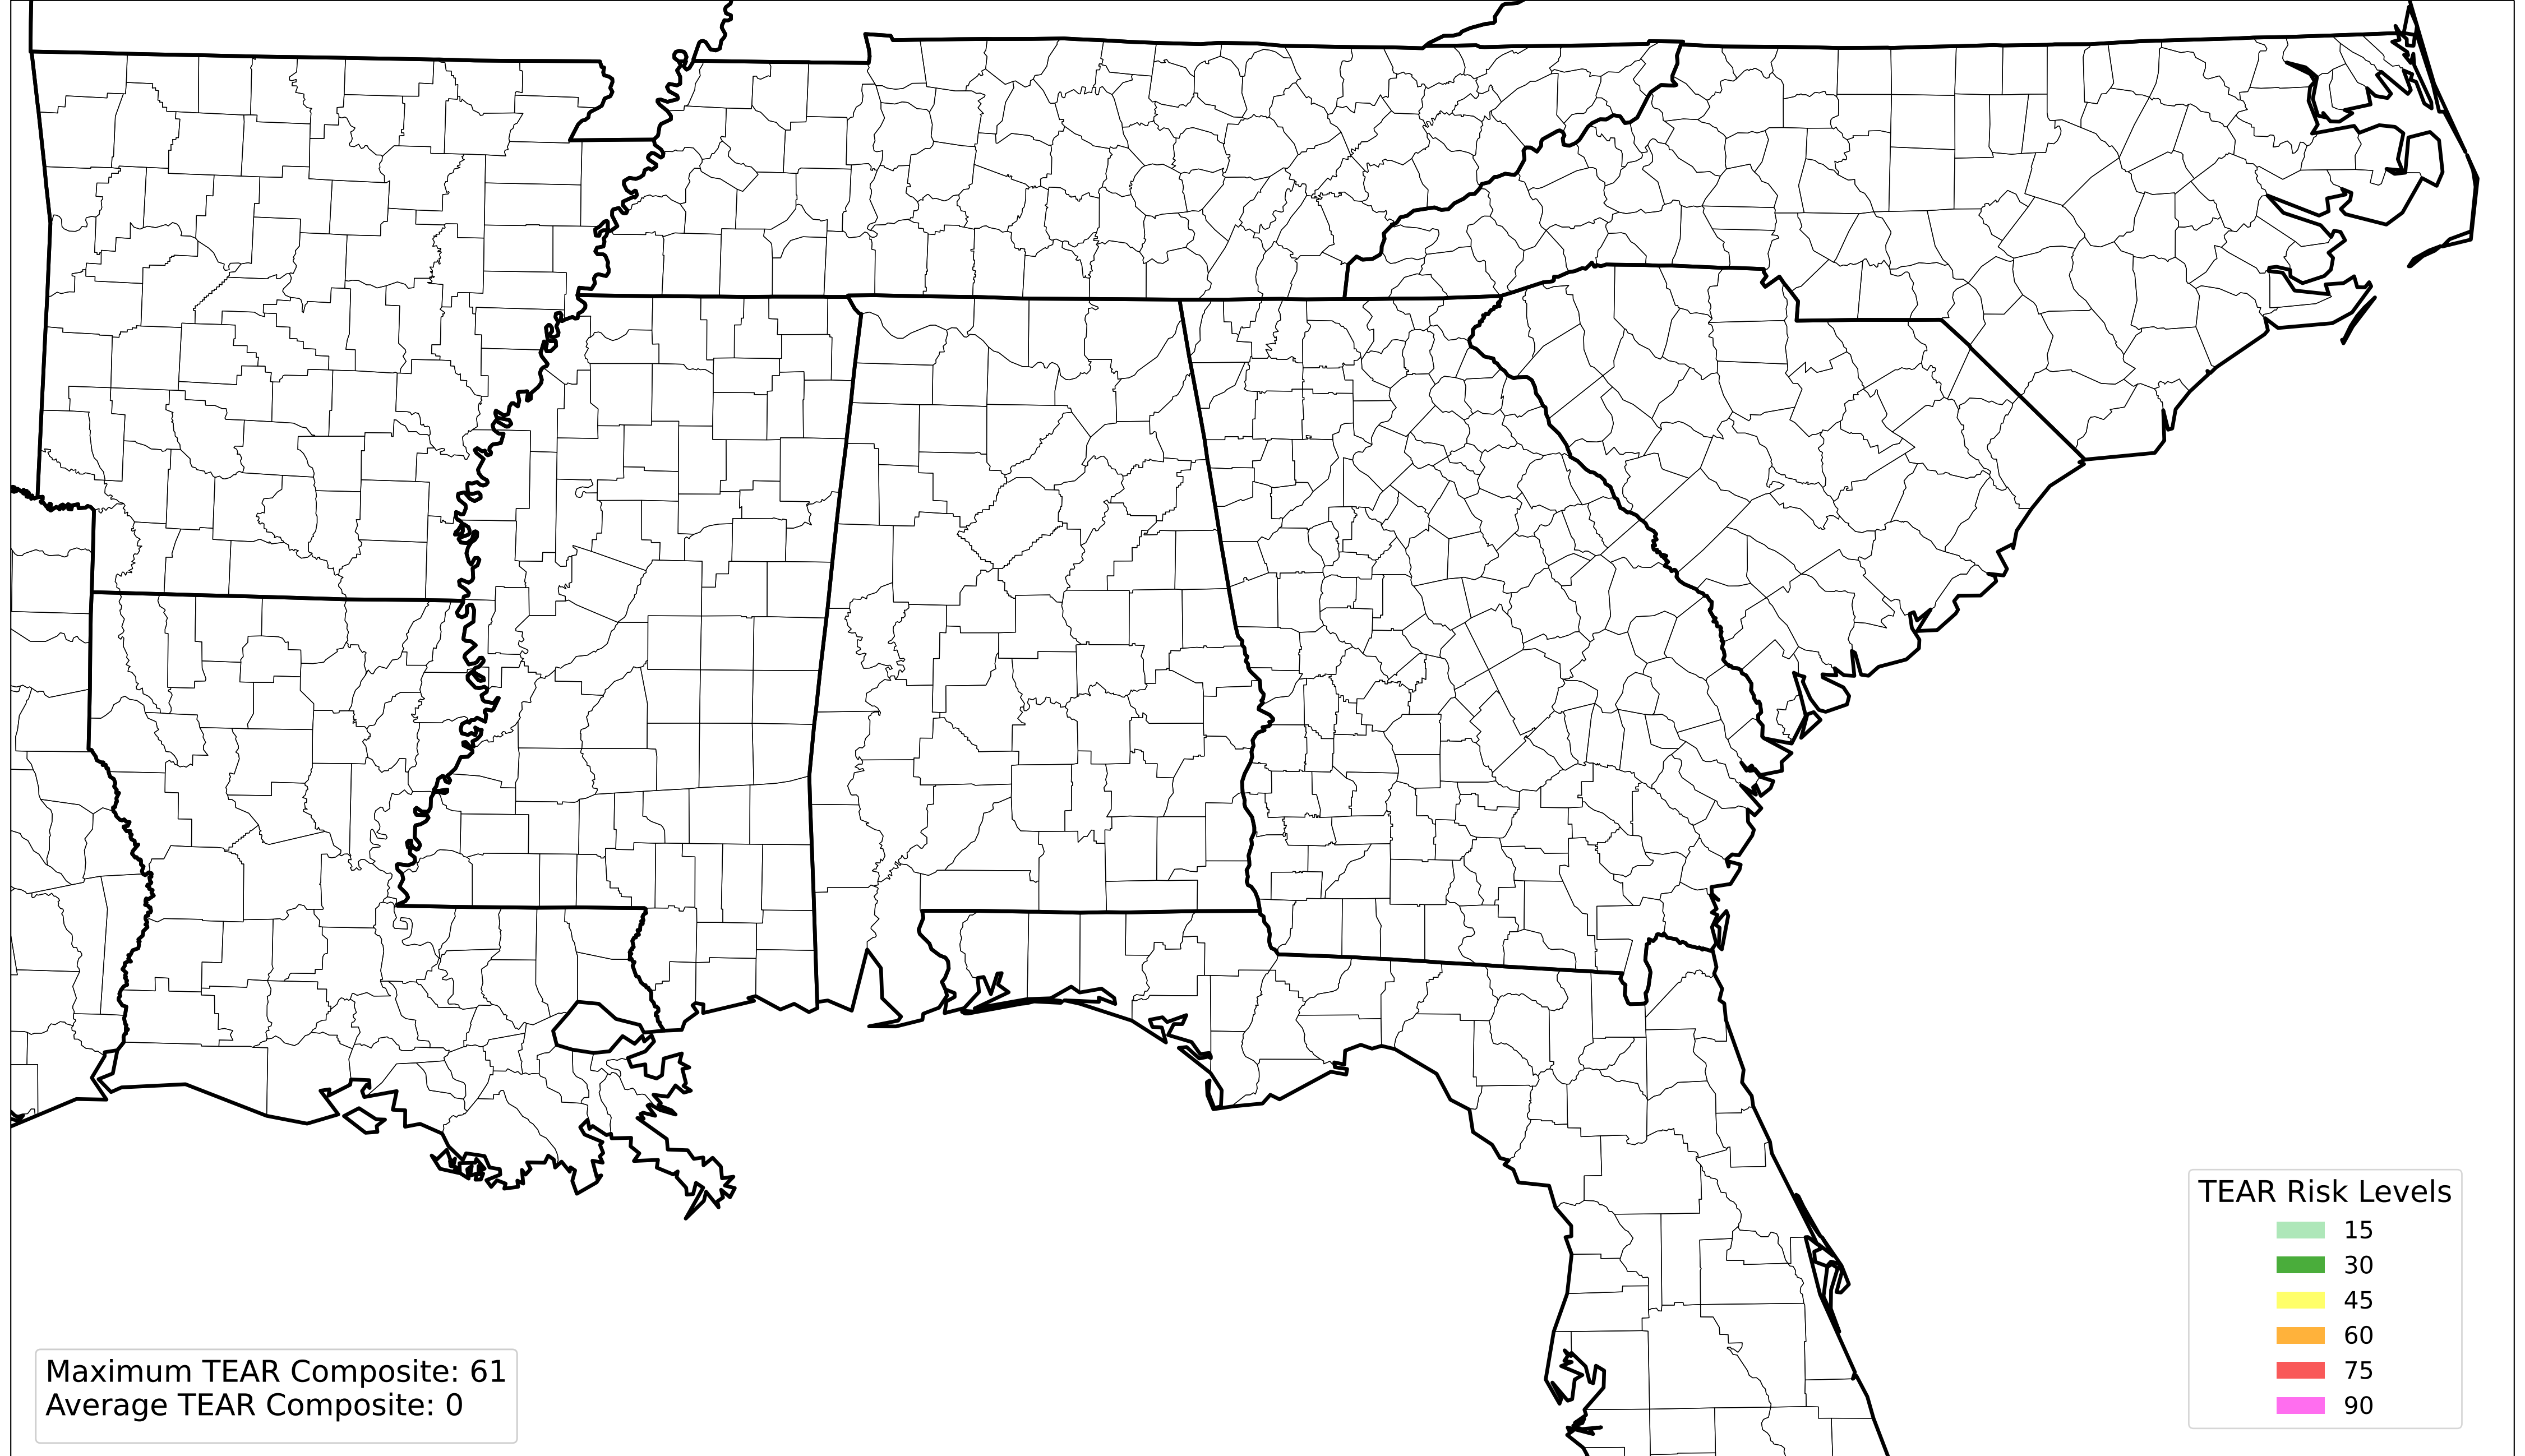 TEAR Risk Levels
15
30
45
60
75
90
Maximum TEAR Composite: 61
Average TEAR Composite: 0